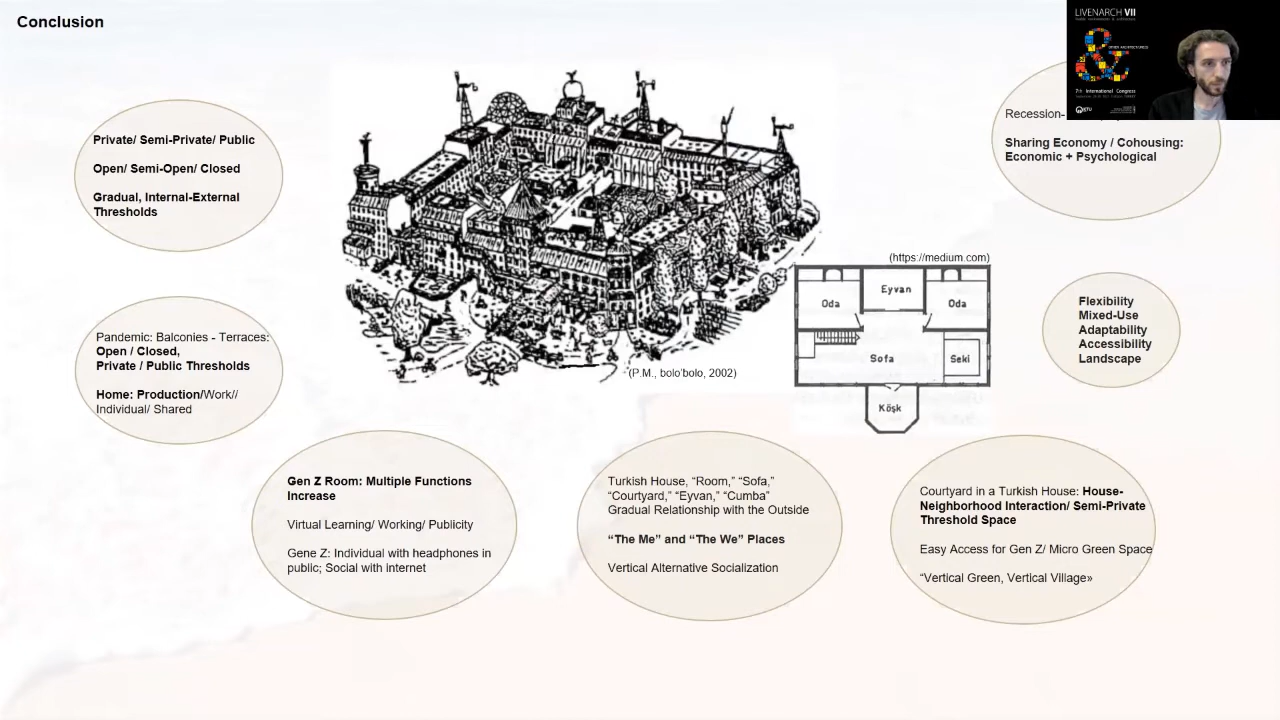 Conclusion
LIVENARCH VII
OTHER ARCHITECTURE(S)
7th International Congress
Private/ Semi-Private/ Public
Open/ Semi-Open/ Closed
Gradual, Internal-External
Thresholds
Recession-
Sharing Economy / Cohousing:
Economic + Psychological
(https://medium.com)
Oda
Eyvan
Oda
Sofa
Seki
Köşk
(P.M., bolo'bolo, 2002)
Flexibility
Mixed-Use
Adaptability
Accessibility
Landscape
Pandemic: Balconies - Terraces:
Open / Closed,
Private / Public Thresholds
Home: Production/Work//
Individual/ Shared
Gen Z Room: Multiple Functions
Increase
Virtual Learning/ Working/ Publicity
Gene Z: Individual with headphones in
public; Social with internet
Turkish House, “Room,” “Sofa,”
“Courtyard,” “Eyvan,” “Cumba”
Gradual Relationship with the Outside
“The Me” and “The We” Places
Vertical Alternative Socialization
Courtyard in a Turkish House: House-
Neighborhood Interaction/ Semi-Private
Threshold Space
Easy Access for Gen Z/ Micro Green Space
“Vertical Green, Vertical Village»